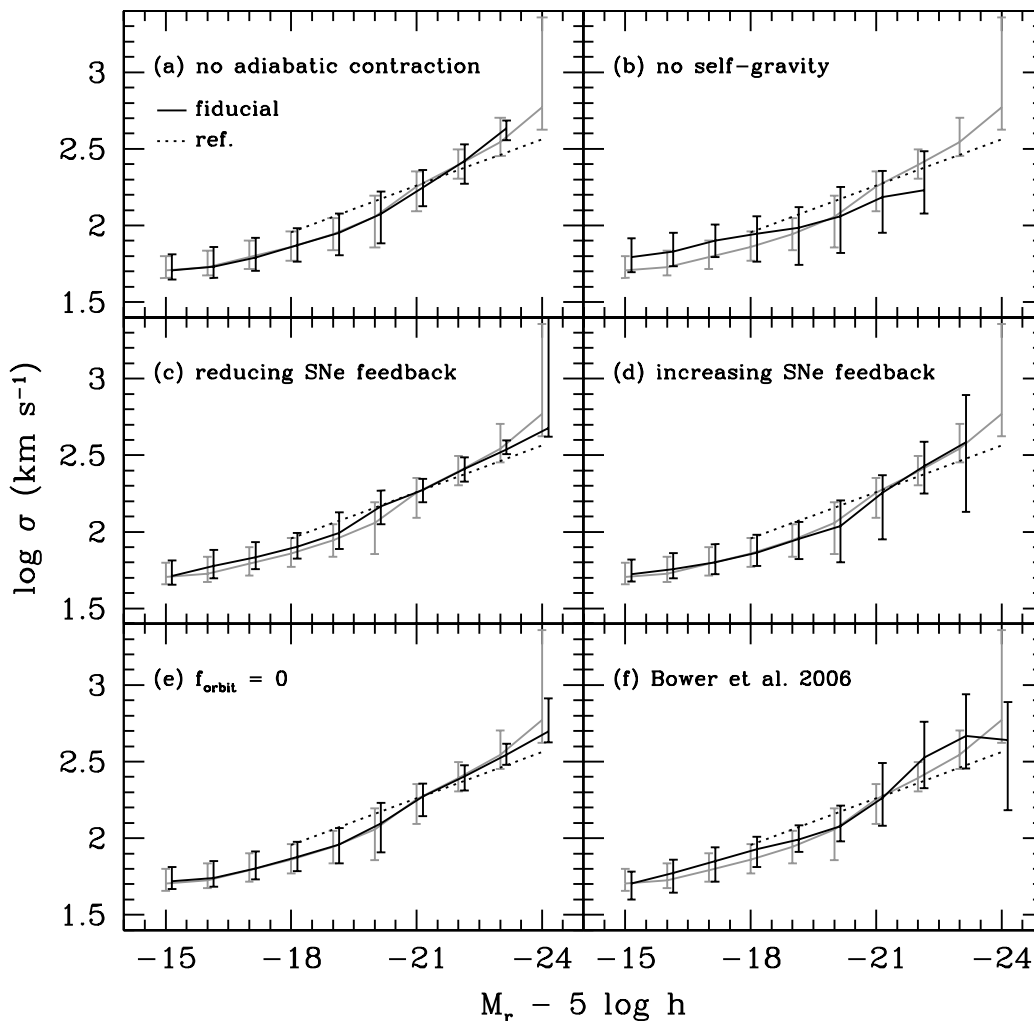 (a) no adiabatic contraction
fiducial
ref.
(b) no self-gravity
3
2.5
2
1.5
(c) reducing SNe feedback
(d) increasing SNe feedback
3
2.5
2
1.5
(e) f_orbit = 0
(f) Bower et al. 2006
3
2.5
2
1.5
log σ (km s⁻¹)
−15 −18 −21 −24 −15 −18 −21 −24
M_r − 5 log h